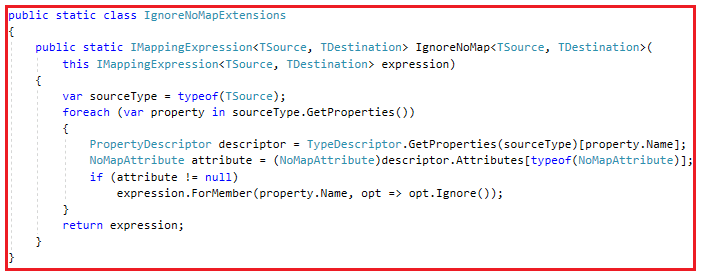 public static class IgnoreNoMapExtensions
{
    public static IMappingExpression<TSource, TDestination> IgnoreNoMap<TSource, TDestination>(
        this IMappingExpression<TSource, TDestination> expression)
    {
        var sourceType = typeof(TSource);
        foreach (var property in sourceType.GetProperties())
        {
            PropertyDescriptor descriptor = TypeDescriptor.GetProperties(sourceType)[property.Name];
            NoMapAttribute attribute = (NoMapAttribute)descriptor.Attributes[typeof(NoMapAttribute)];
            if (attribute != null)
                expression.ForMember(property.Name, opt => opt.Ignore());
        }
        return expression;
    }
}